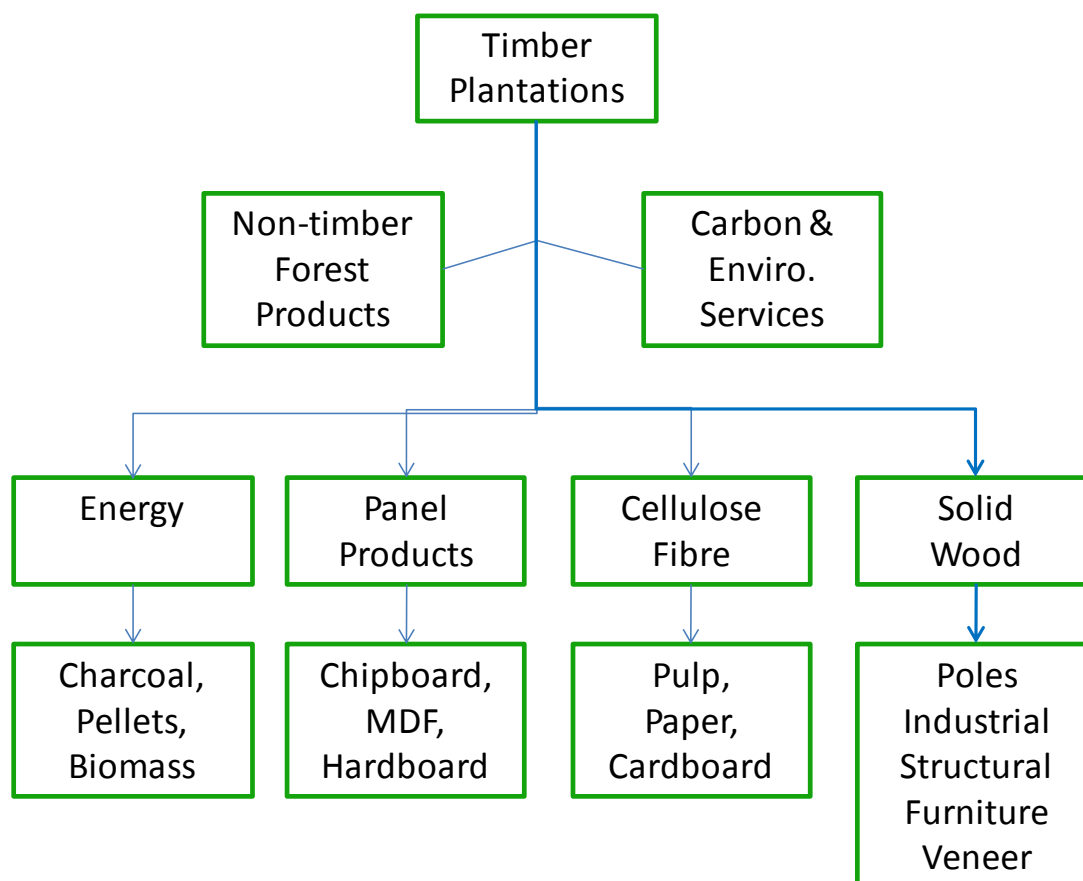 Timber
Plantations
Non-timber
Forest
Products
Carbon &
Enviro.
Services
Energy
Panel
Products
Cellulose
Fibre
Solid
Wood
Charcoal,
Pellets,
Biomass
Chipboard,
MDF,
Hardboard
Pulp,
Paper,
Cardboard
Poles
Industrial
Structural
Furniture
Veneer